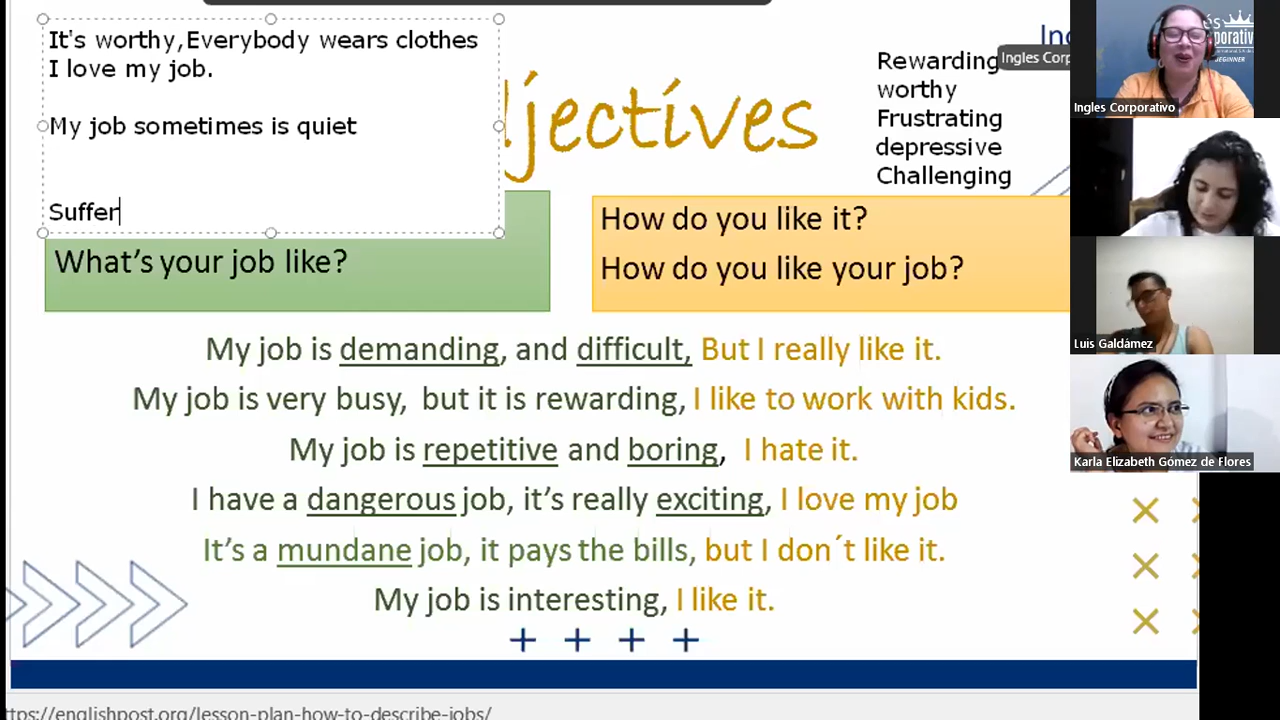 It's worthy,Everybody wears clothes
I love my job.
My job sometimes is quiet
Suffer
djectives
Rewarding
worthy
Frustrating
depressive
Challenging
Ingles Corp
What's your job like?
How do you like it?
How do you like your job?
My job is demanding, and difficult, But I really like it.
My job is very busy, but it is rewarding, I like to work with kids.
My job is repetitive and boring, I hate it.
I have a dangerous job, it's really exciting, I love my job
It's a mundane job, it pays the bills, but I don´t like it.
My job is interesting, I like it.
ttps://englishpost.org/lesson-plan-how-to-describe-jobs/
Ingles Corporativo
Luis Galdámez
Karla Elizabeth Gómez de Flores